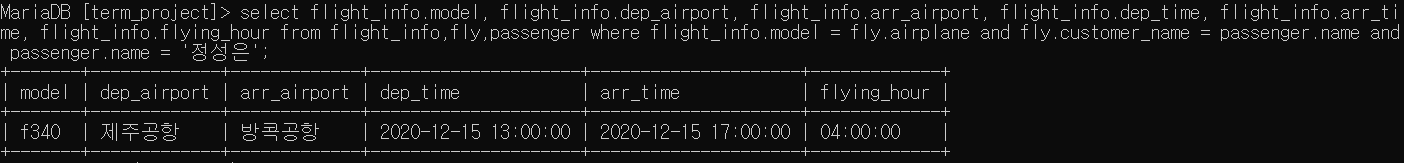 MariaDB [term_project]> select flight_info.model, flight_info.dep_airport, flight_info.arr_airport, flight_info.dep_time, flight_info.arr_ti
me, flight_info.flying_hour from flight_info,fly,passenger where flight_info.model = fly.airplane and fly.customer_name = passenger.name and
 passenger.name = '정성은';
+-------+-------------+-------------+---------------------+---------------------+-------------+
| model | dep_airport | arr_airport | dep_time            | arr_time            | flying_hour |
+-------+-------------+-------------+---------------------+---------------------+-------------+
| f340  | 제주공항    | 방콕공항    | 2020-12-15 13:00:00 | 2020-12-15 17:00:00 | 04:00:00    |
+-------+-------------+-------------+---------------------+---------------------+-------------+